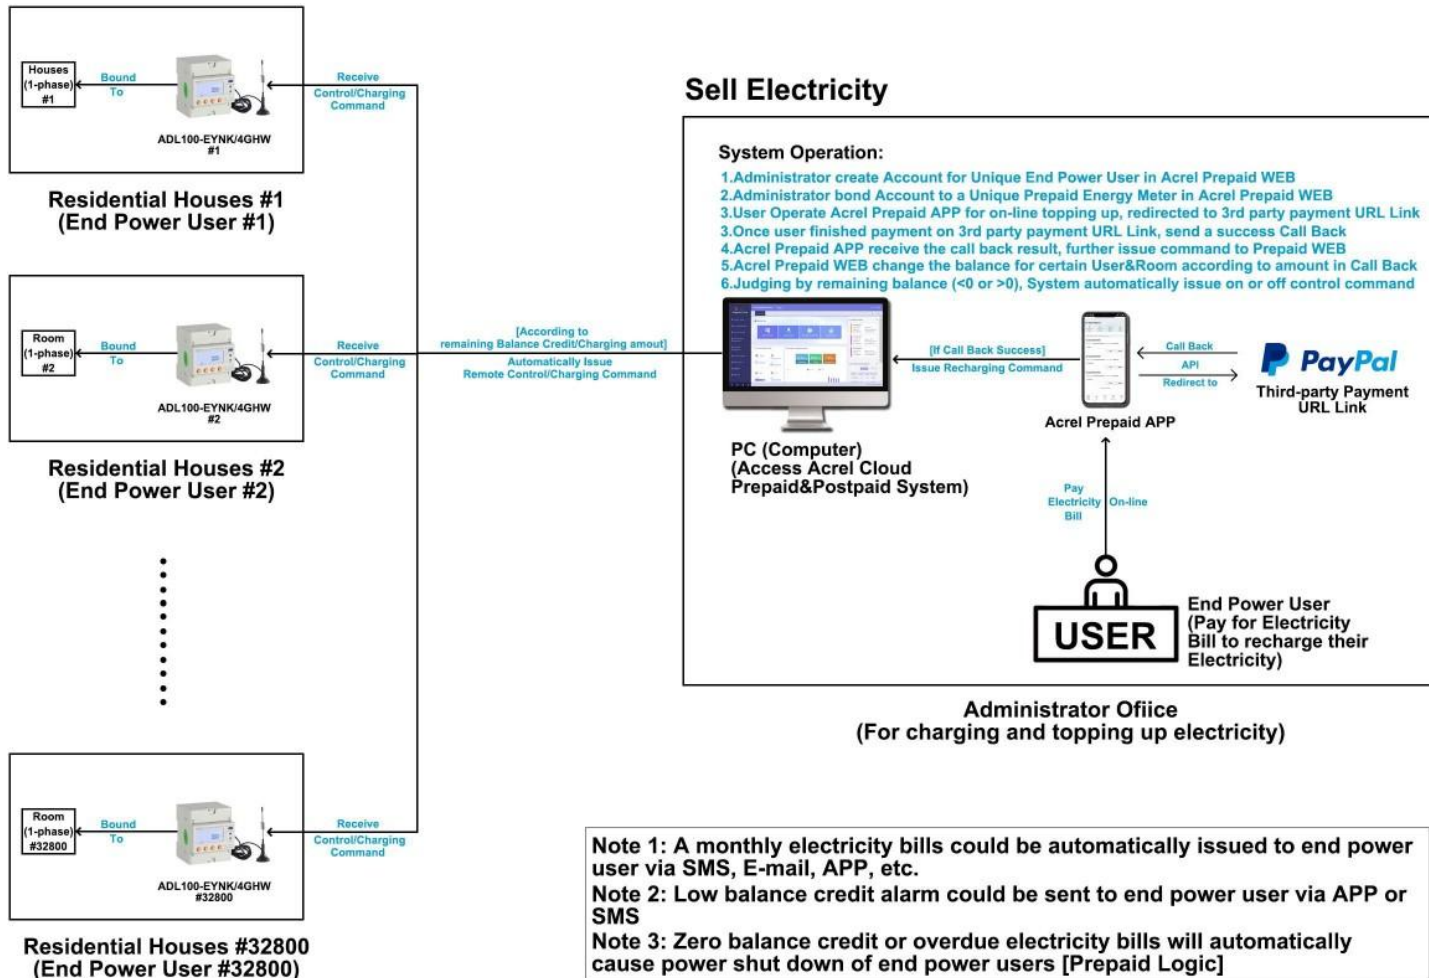 Houses
(1-phase)
#1
Bound
To
ADL100-EYNK/4GHW
#1
Receive
Control/Charging
Command
Residential Houses #1
(End Power User #1)
Room
(1-phase)
#2
Bound
To
ADL100-EYNK/4GHW
#2
Receive
Control/Charging
Command
Residential Houses #2
(End Power User #2)
Room
(1-phase)
#32800
Bound
To
ADL100-EYNK/4GHW
#32800
Receive
Control/Charging
Command
Residential Houses #32800
(End Power User #32800)
[According to
remaining Balance Credit/Charging amout]
Automatically Issue
Remote Control/Charging Command
Sell Electricity
System Operation:
1.Administrator create Account for Unique End Power User in Acrel Prepaid WEB
2.Administrator bond Account to a Unique Prepaid Energy Meter in Acrel Prepaid WEB
3.User Operate Acrel Prepaid APP for on-line topping up, redirected to 3rd party payment URL Link
3.Once user finished payment on 3rd party payment URL Link, send a success Call Back
4.Acrel Prepaid APP receive the call back result, further issue command to Prepaid WEB
5.Acrel Prepaid WEB change the balance for certain User&Room according to amount in Call Back
6.Judging by remaining balance (<0 or >0), System automatically issue on or off control command
[If Call Back Success]
Issue Recharging Command
Call Back
API
Redirect to
PayPal
Third-party Payment
URL Link
Acrel Prepaid APP
PC (Computer)
(Access Acrel Cloud
Prepaid&Postpaid System)
Pay
Electricity On-line
Bill
USER
End Power User
(Pay for Electricity
Bill to recharge their
Electricity)
Administrator Ofiice
(For charging and topping up electricity)
Note 1: A monthly electricity bills could be automatically issued to end power
user via SMS, E-mail, APP, etc.
Note 2: Low balance credit alarm could be sent to end power user via APP or
SMS
Note 3: Zero balance credit or overdue electricity bills will automatically
cause power shut down of end power users [Prepaid Logic]